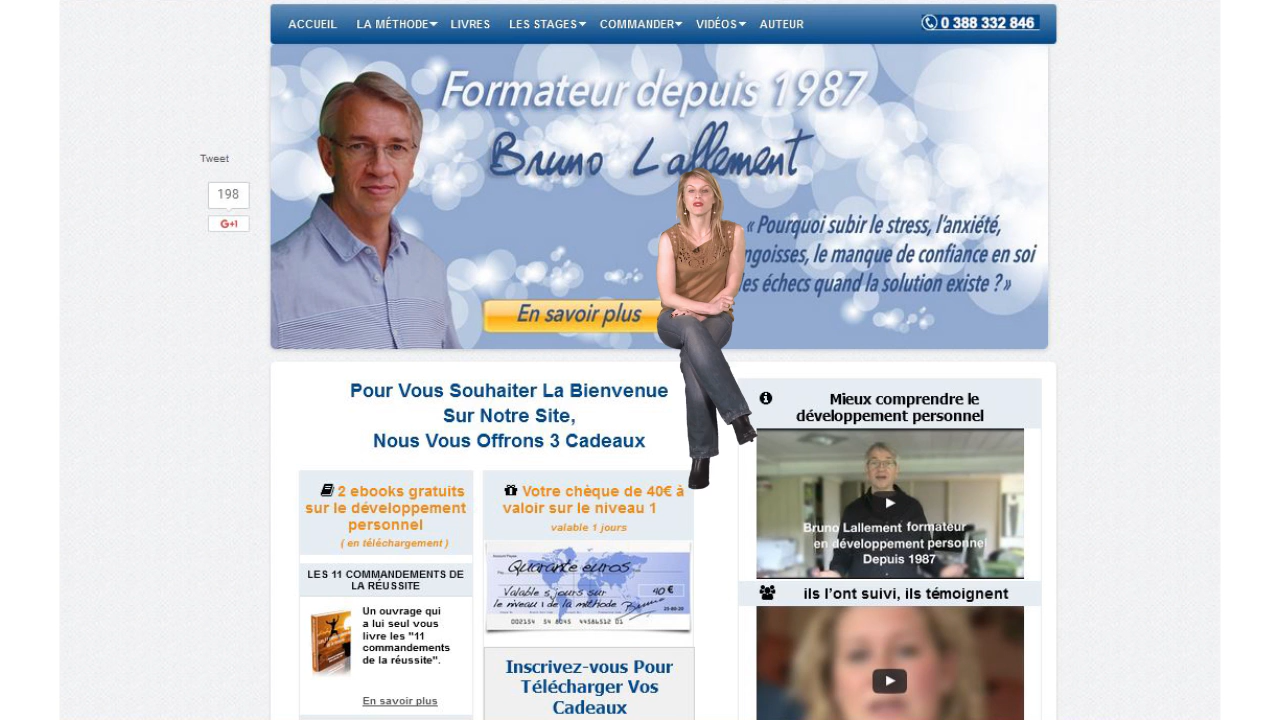 ACCUEIL LA MÉTHODE LIVRES LES STAGES COMMANDER VIDÉOS AUTEUR 0 388 332 846
Formateur depuis 1987
Bruno Lallement
Tweet
198
G+1
« Pourquoi subir le stress, l'anxiété,
ngoisses, le manque de confiance en soi
les échecs quand la solution existe ? »
En savoir plus
Pour Vous Souhaiter La Bienvenue
Sur Notre Site,
Nous Vous Offrons 3 Cadeaux
2 ebooks gratuits
sur le développement
personnel
( en téléchargement )
LES 11 COMMANDEMENTS DE
LA RÉUSSITE
Un ouvrage qui
a lui seul vous
livre les "11
commandements
de la réussite".
En savoir plus
Votre chèque de 40€ à
valoir sur le niveau 1
valable 1 jours
Quarante euros
Valable 5 jours sur
le niveau 1 de la méthode
40 €
Bruno
002154 54 8045 44586512 01
Inscrivez-vous Pour
Télécharger Vos
Cadeaux
Mieux comprendre le
développement personnel
Bruno Lallement formateur
en développement personnel
Depuis 1987
ils l'ont suivi, ils témoignent